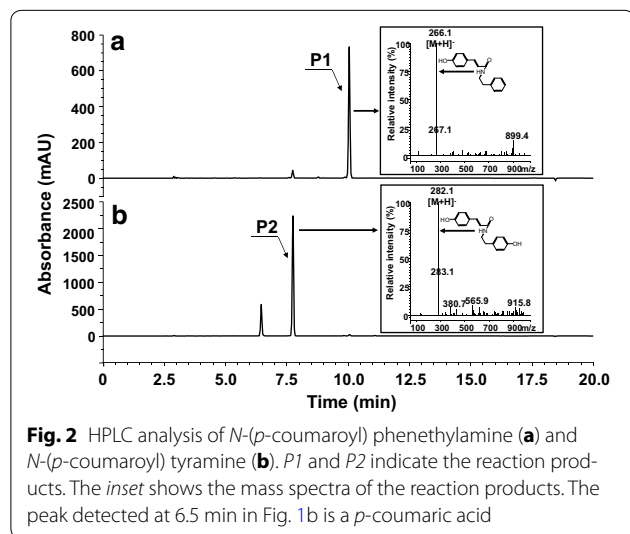 800
600
400
200
0
a
P1
266.1
[M+H]-
100
75
50
25
0
Relative intensity (%)
HO
O
HN
267.1
899.4
100 300 500 700 900m/z
Absorbance (mAU)
2500
2000
1500
1000
500
0
b
P2
282.1
[M+H]-
100
75
50
25
0
Relative intensity (%)
HO
O
HN
OH
283.1
380.7
565.9
915.8
100 300 500 700 900m/z
0 2.5 5.0 7.5 10.0 12.5 15.0 17.5 20.0
Time (min)
Fig. 2 HPLC analysis of N-(p-coumaroyl) phenethylamine (a) and
N-(p-coumaroyl) tyramine (b). P1 and P2 indicate the reaction prod-
ucts. The inset shows the mass spectra of the reaction products. The
peak detected at 6.5 min in Fig. 1b is a p-coumaric acid